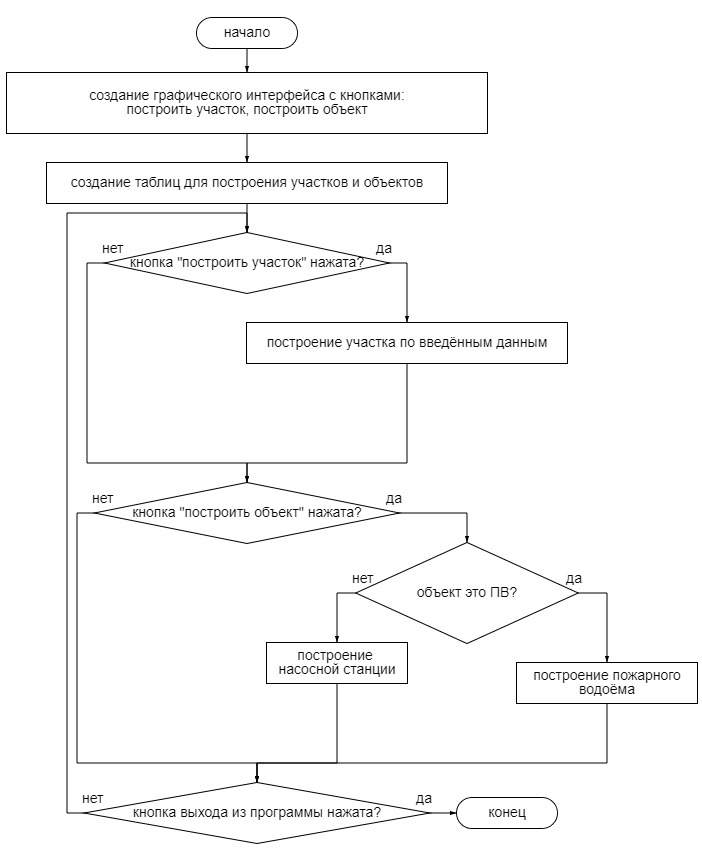 начало
создание графического интерфейса с кнопками:
построить участок, построить объект
создание таблиц для построения участков и объектов
нет
да
кнопка "построить участок" нажата?
построение участка по введённым данным
нет
да
кнопка "построить объект" нажата?
нет
да
объект это ПВ?
построение
насосной станции
построение пожарного
водоёма
нет
да
кнопка выхода из программы нажата?
конец